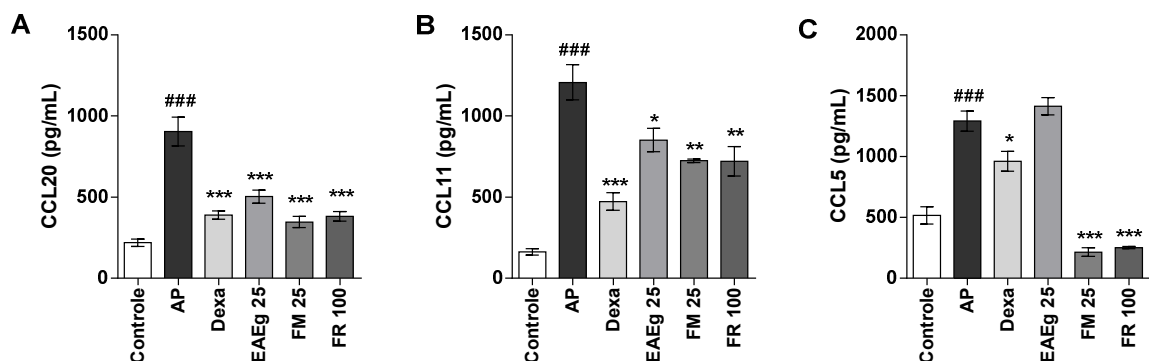 A
CCL20 (pg/mL)
1500
1000
500
0
###
***
***
***
***
Controle
AP
Dexa
EAEg 25
FM 25
FR 100
B
CCL11 (pg/mL)
1500
1000
500
0
###
***
*
**
**
Controle
AP
Dexa
EAEg 25
FM 25
FR 100
C
CCL5 (pg/mL)
2000
1500
1000
500
0
###
*
***
***
Controle
AP
Dexa
EAEg 25
FM 25
FR 100